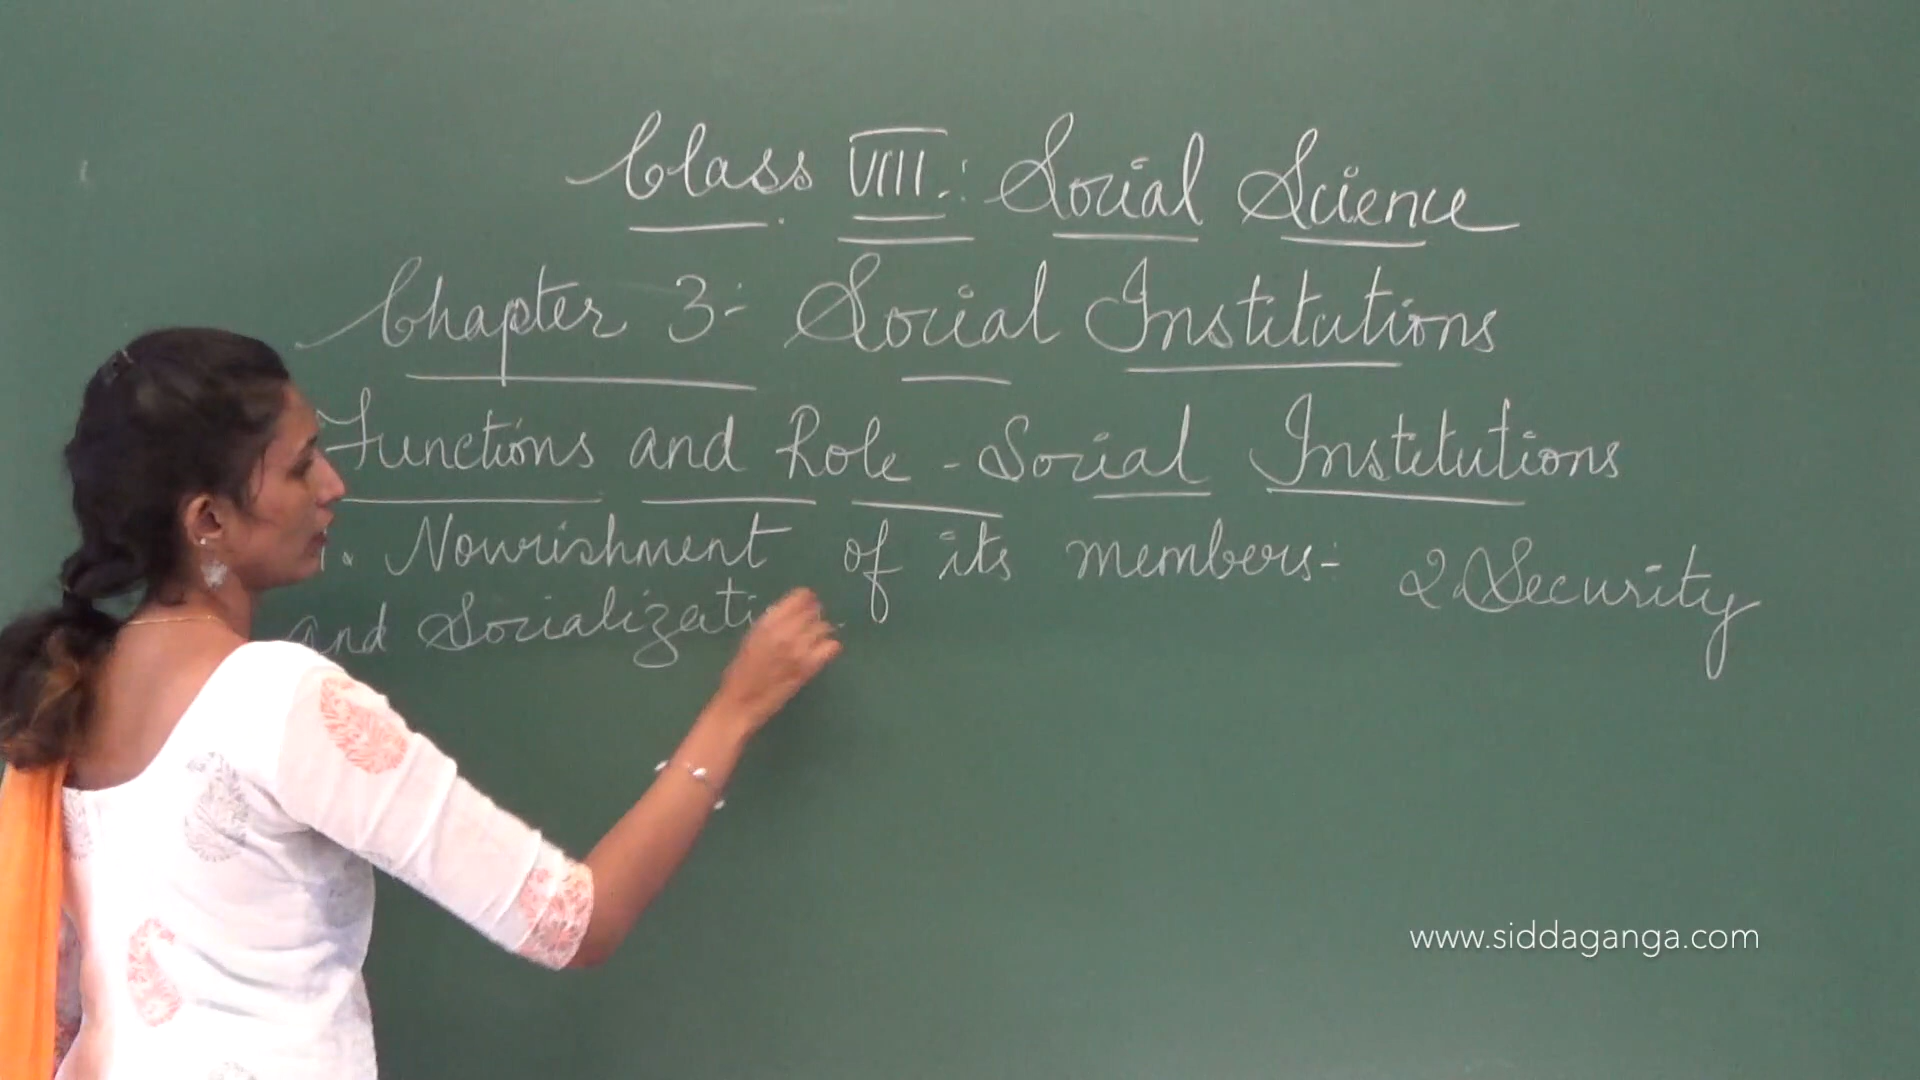 Class VIII.: Social Science
Chapter 3:- Social Institutions
Functions and Role - Social Institutions
1. Nourishment of its members:- 2. Security
and Socializati
www.siddaganga.com